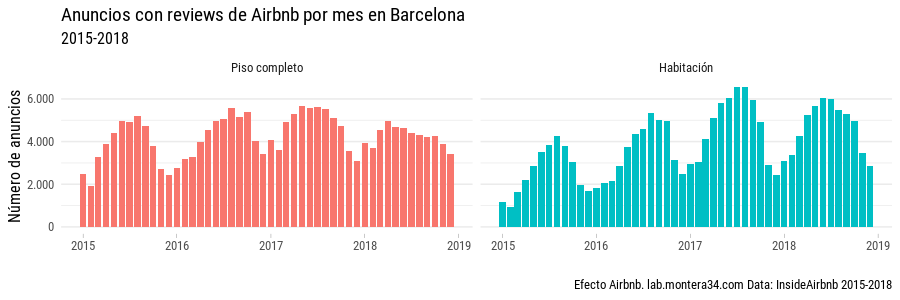 Anuncios con reviews de Airbnb por mes en Barcelona
2015-2018
Piso completo
Habitación
Número de anuncios
6.000
4.000
2.000
0
2015 2016 2017 2018 2019
2015 2016 2017 2018 2019
Efecto Airbnb. lab.montera34.com Data: InsideAirbnb 2015-2018